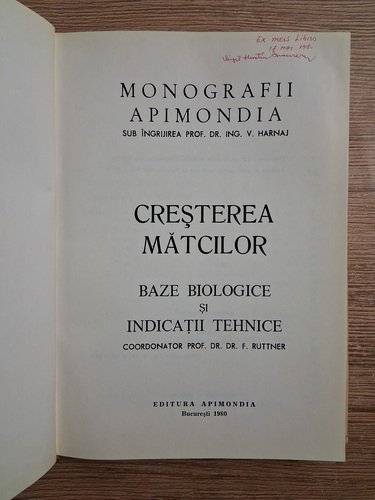 EX MEIS LIBRIS
MONOGRAFII
APIMONDIA
SUB ÎNGRIJIREA PROF. DR. ING. V. HARNAJ
CREŞTEREA
MĂTCILOR
BAZE BIOLOGICE
ŞI
INDICAŢII TEHNICE
COORDONATOR PROF. DR. DR. F. RUTTNER
EDITURA APIMONDIA
Bucureşti 1980